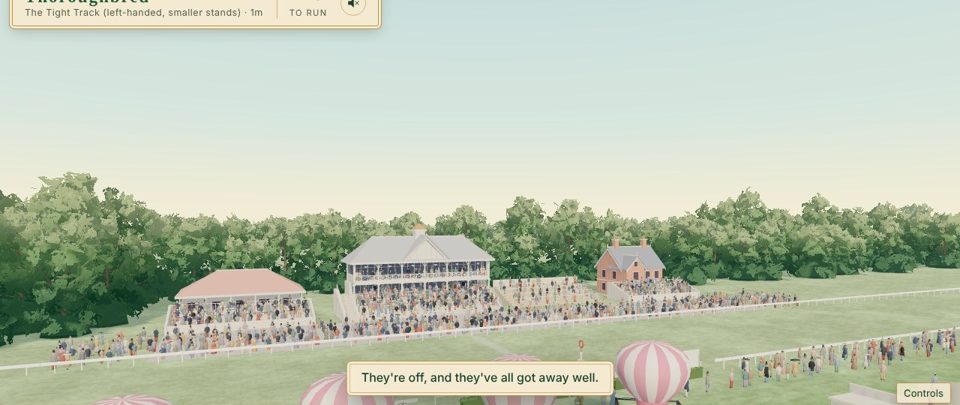 Thoroughbred
The Tight Track (left-handed, smaller stands) · 1m
TO RUN
They're off, and they've all got away well.
Controls